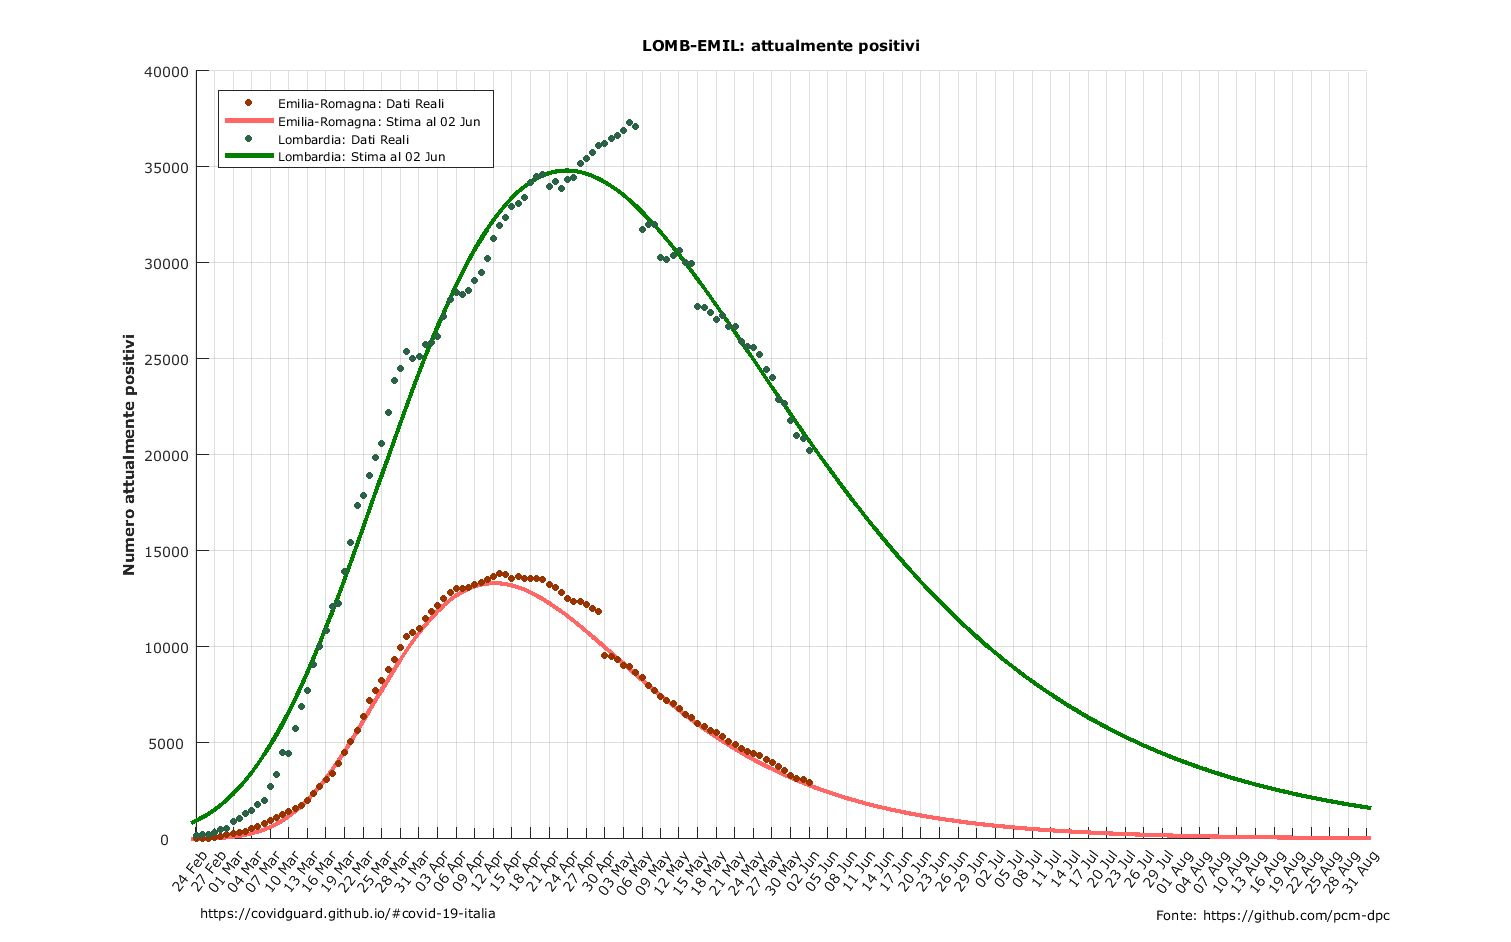 LOMB-EMIL: attualmente positivi
Emilia-Romagna: Dati Reali
Emilia-Romagna: Stima al 02 Jun
Lombardia: Dati Reali
Lombardia: Stima al 02 Jun
Numero attualmente positivi
40000
35000
30000
25000
20000
15000
10000
5000
0
24 Feb
27 Feb
01 Mar
04 Mar
07 Mar
10 Mar
13 Mar
16 Mar
19 Mar
22 Mar
25 Mar
28 Mar
31 Mar
03 Apr
06 Apr
09 Apr
12 Apr
15 Apr
18 Apr
21 Apr
24 Apr
27 Apr
30 Apr
03 May
06 May
09 May
12 May
15 May
18 May
21 May
24 May
27 May
30 May
02 Jun
05 Jun
08 Jun
11 Jun
14 Jun
17 Jun
20 Jun
23 Jun
26 Jun
29 Jun
02 Jul
05 Jul
08 Jul
11 Jul
14 Jul
17 Jul
20 Jul
23 Jul
26 Jul
29 Jul
01 Aug
04 Aug
07 Aug
10 Aug
13 Aug
16 Aug
19 Aug
22 Aug
25 Aug
28 Aug
31 Aug
https://covidguard.github.io/#covid-19-italia
Fonte: https://github.com/pcm-dpc